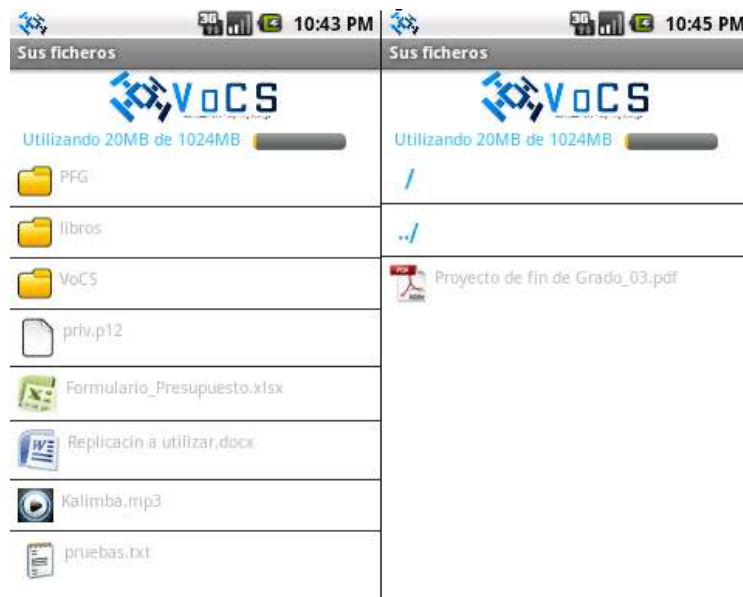 3G 10:43 PM
Sus ficheros
VoCS
Utilizando 20MB de 1024MB
PFG
libros
VoCS
priv.p12
Formulario_Presupuesto.xlsx
Replicacin a utilizar.docx
Kalimba.mp3
pruebas.txt
3G 10:45 PM
Sus ficheros
VoCS
Utilizando 20MB de 1024MB
/
../
Proyecto de fin de Grado_03.pdf